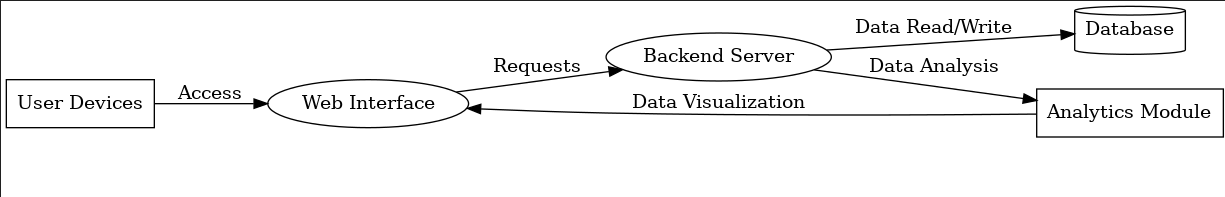 Data Read/Write
Database
Backend Server
Requests
Data Analysis
User Devices
Access
Web Interface
Data Visualization
Analytics Module